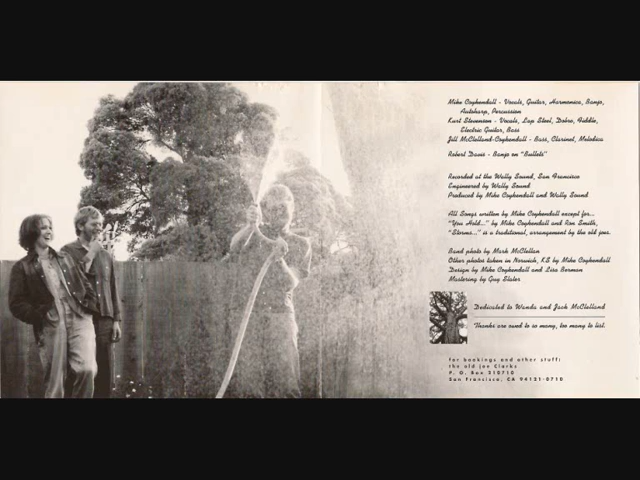 Mike Coykendall - Vocals, Guitar, Harmonica, Banjo,
Autoharp, Percussion
Kurt Stevenson - Vocals, Lap Steel, Dobro, Fiddle,
Electric Guitar, Bass
Jill McClelland-Coykendall - Bass, Clarinet, Melodica
Robert Davis - Banjo on "Bullets"
Recorded at the Wally Sound, San Francisco
Engineered by Wally Sound
Produced by Mike Coykendall and Wally Sound
All Songs written by Mike Coykendall except for...
"You Hold..." by Mike Coykendall and Ron Smith,
"Storms..." is a traditional, arrangement by the old joes.
Band photo by Mark McClellan
Other photos taken in Norwich, KS by Mike Coykendall
Design by Mike Coykendall and Lisa Berman
Mastering by Guy Slater
Dedicated to Wanda and Jack McClelland
Thanks are owed to so many, too many to list.
for bookings and other stuff:
the old joe Clarks
P. O. Box 210710
San Francisco, CA 94121-0710